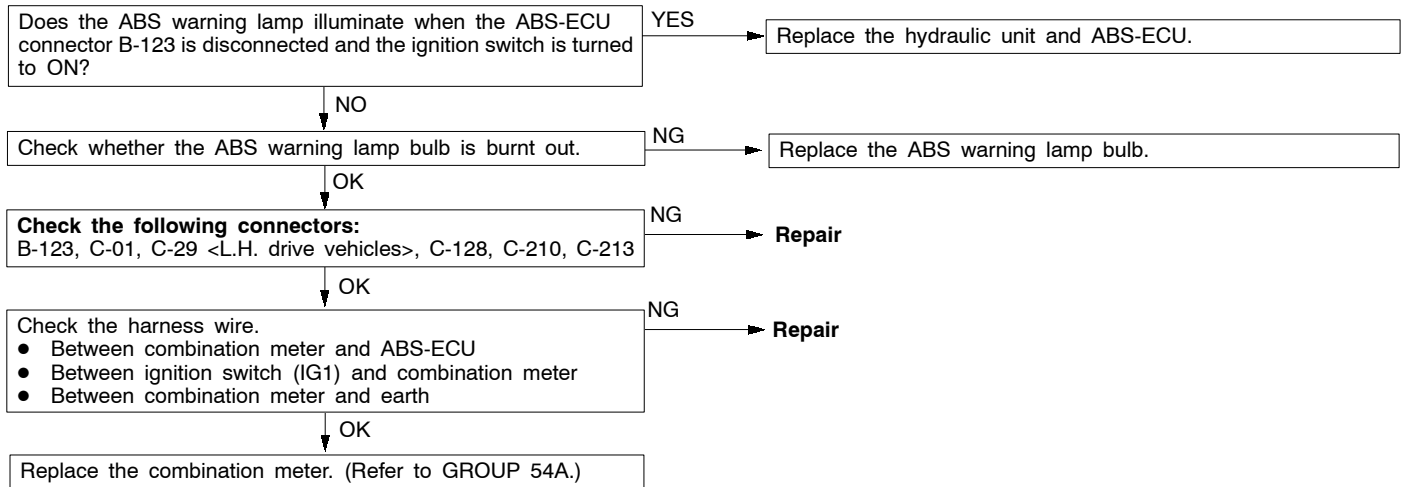 Does the ABS warning lamp illuminate when the ABS-ECU
connector B-123 is disconnected and the ignition switch is turned
to ON?
YES
Replace the hydraulic unit and ABS-ECU.
NO
Check whether the ABS warning lamp bulb is burnt out.
NG
Replace the ABS warning lamp bulb.
OK
Check the following connectors:
B-123, C-01, C-29 <L.H. drive vehicles>, C-128, C-210, C-213
NG
Repair
OK
Check the harness wire.
● Between combination meter and ABS-ECU
● Between ignition switch (IG1) and combination meter
● Between combination meter and earth
NG
Repair
OK
Replace the combination meter. (Refer to GROUP 54A.)